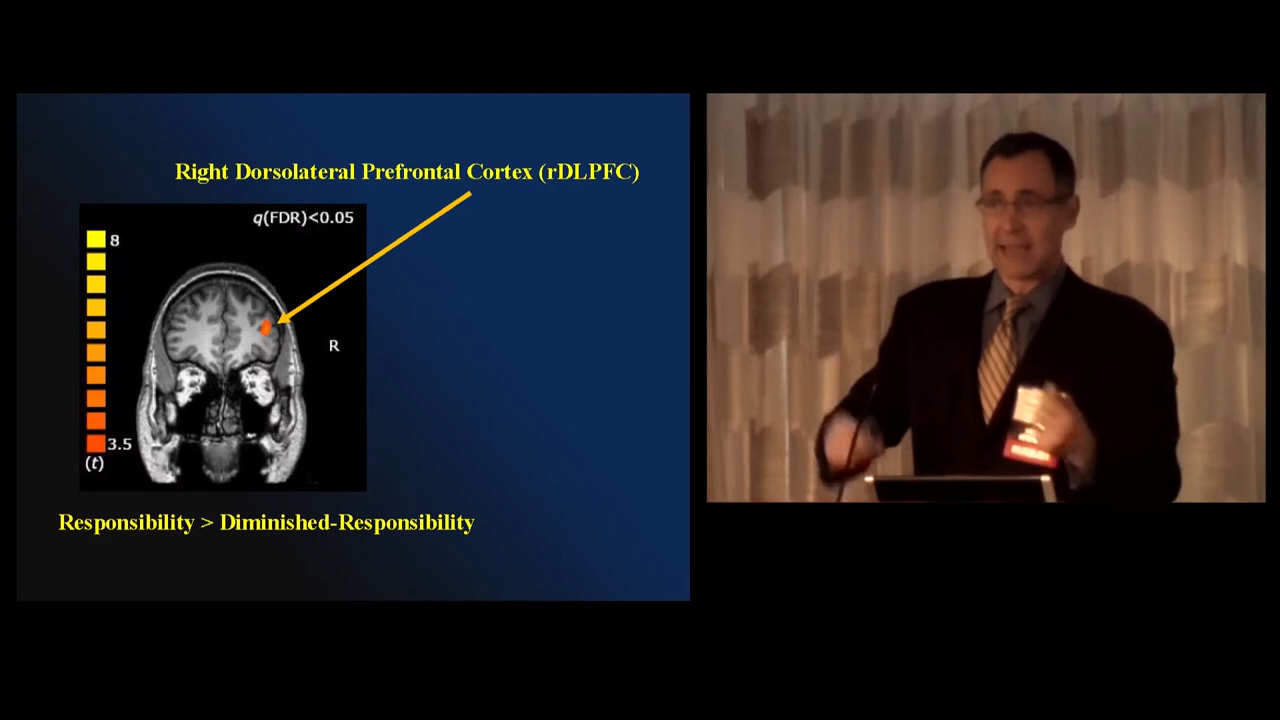 Right Dorsolateral Prefrontal Cortex (rDLPFC)
q(FDR)<0.05
8
R
3.5
(t)
Responsibility > Diminished-Responsibility